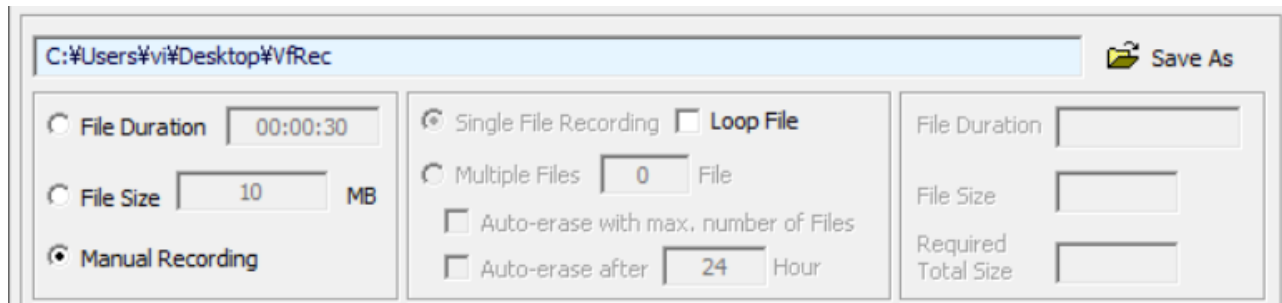 C:¥Users¥vi¥Desktop¥VfRec
Save As
File Duration 00:00:30
File Size 10 MB
Manual Recording
Single File Recording Loop File
Multiple Files 0 File
Auto-erase with max. number of Files
Auto-erase after 24 Hour
File Duration
File Size
Required
Total Size